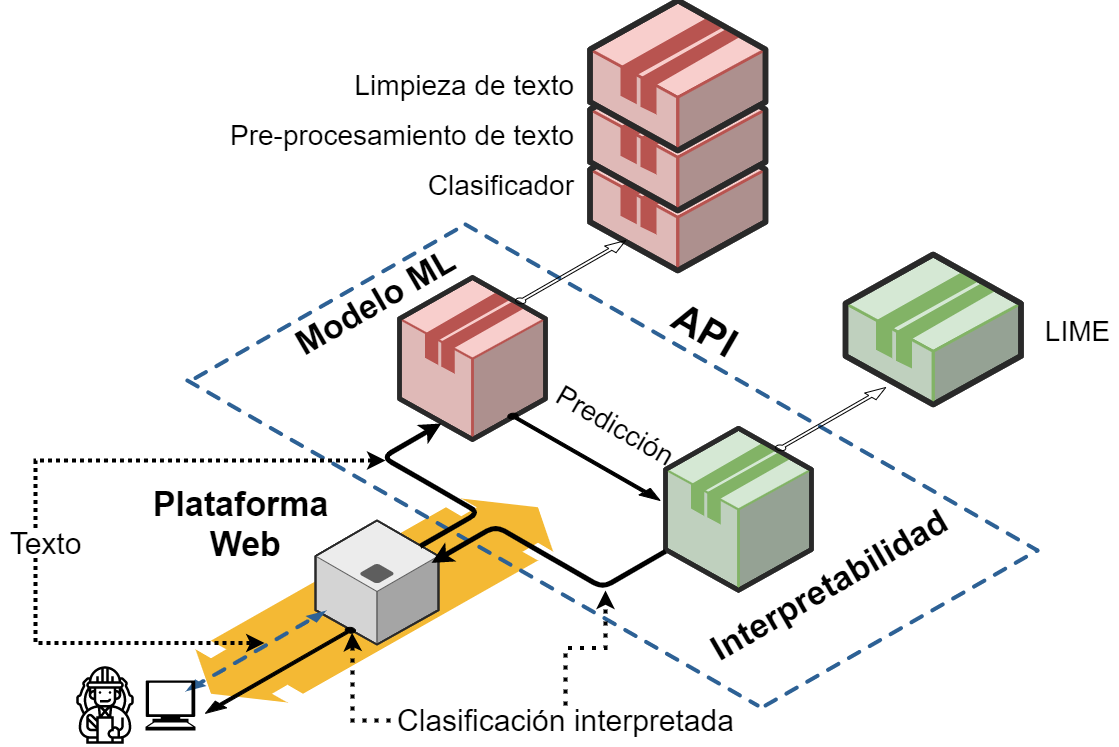 Limpieza de texto
Pre-procesamiento de texto
Clasificador
Modelo ML
API
LIME
Predicción
Plataforma
Web
Texto
Interpretabilidad
Clasificación interpretada